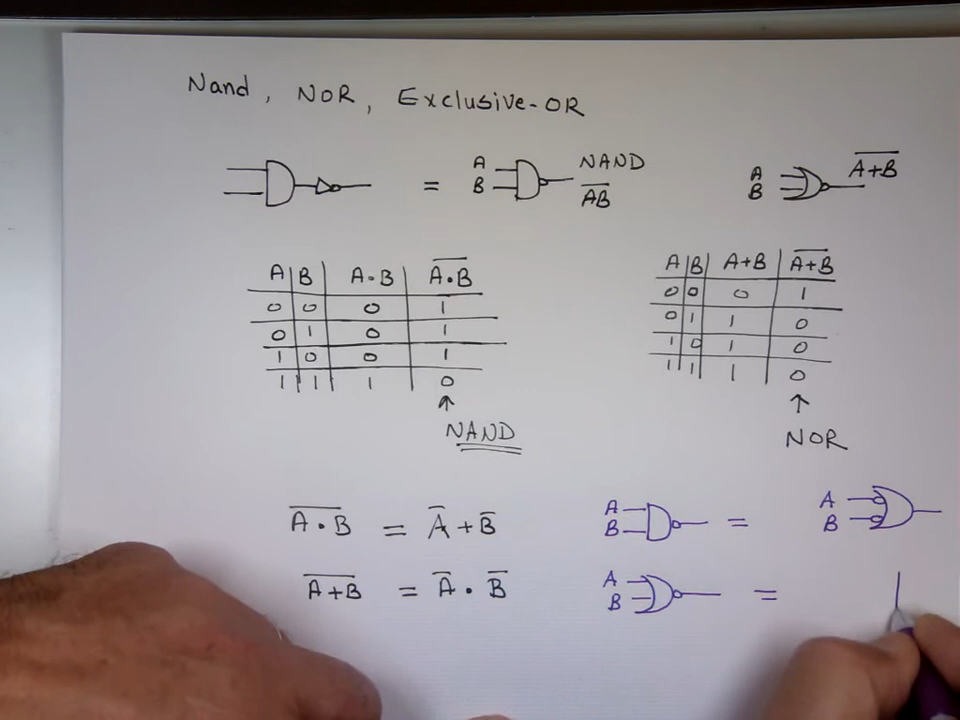 Nand, NOR, Exclusive-OR
= A B NAND
AB̅
A B A̅+̅B̅
A B A·B A̅·̅B̅
0 0 0 1
0 1 0 1
1 0 0 1
1 1 1 0
↑
NAND
A B A+B A̅+̅B̅
0 0 0 1
0 1 1 0
1 0 1 0
1 1 1 0
↑
NOR
A̅·̅B̅ = A̅ + B̅
A̅+̅B̅ = A̅ · B̅
A B = A B
A B =